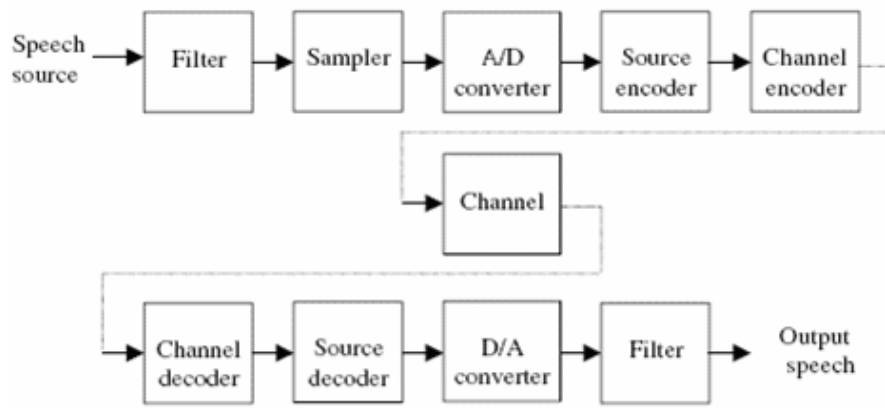 Speech
source
Filter
Sampler
A/D
converter
Source
encoder
Channel
encoder
Channel
Channel
decoder
Source
decoder
D/A
converter
Filter
Output
speech